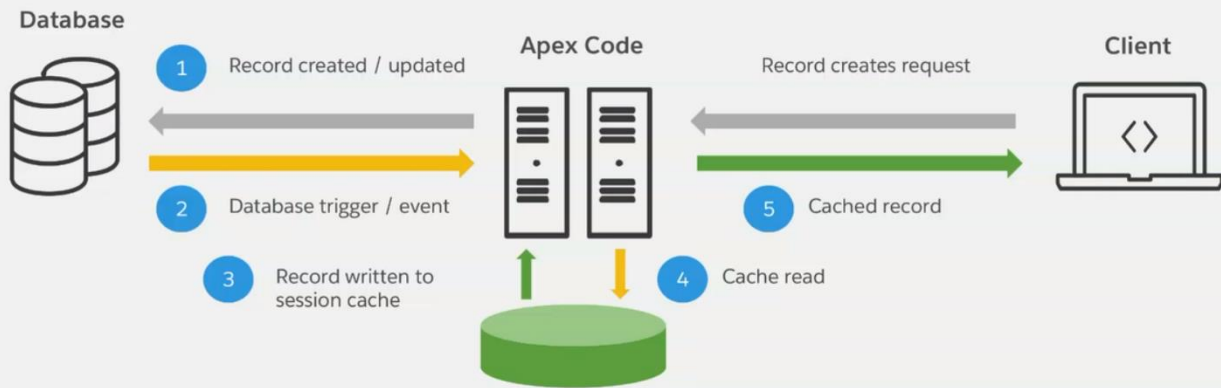 Database
Apex Code
Client
1 Record created / updated
Record creates request
2 Database trigger / event
5 Cached record
3 Record written to
session cache
4 Cache read